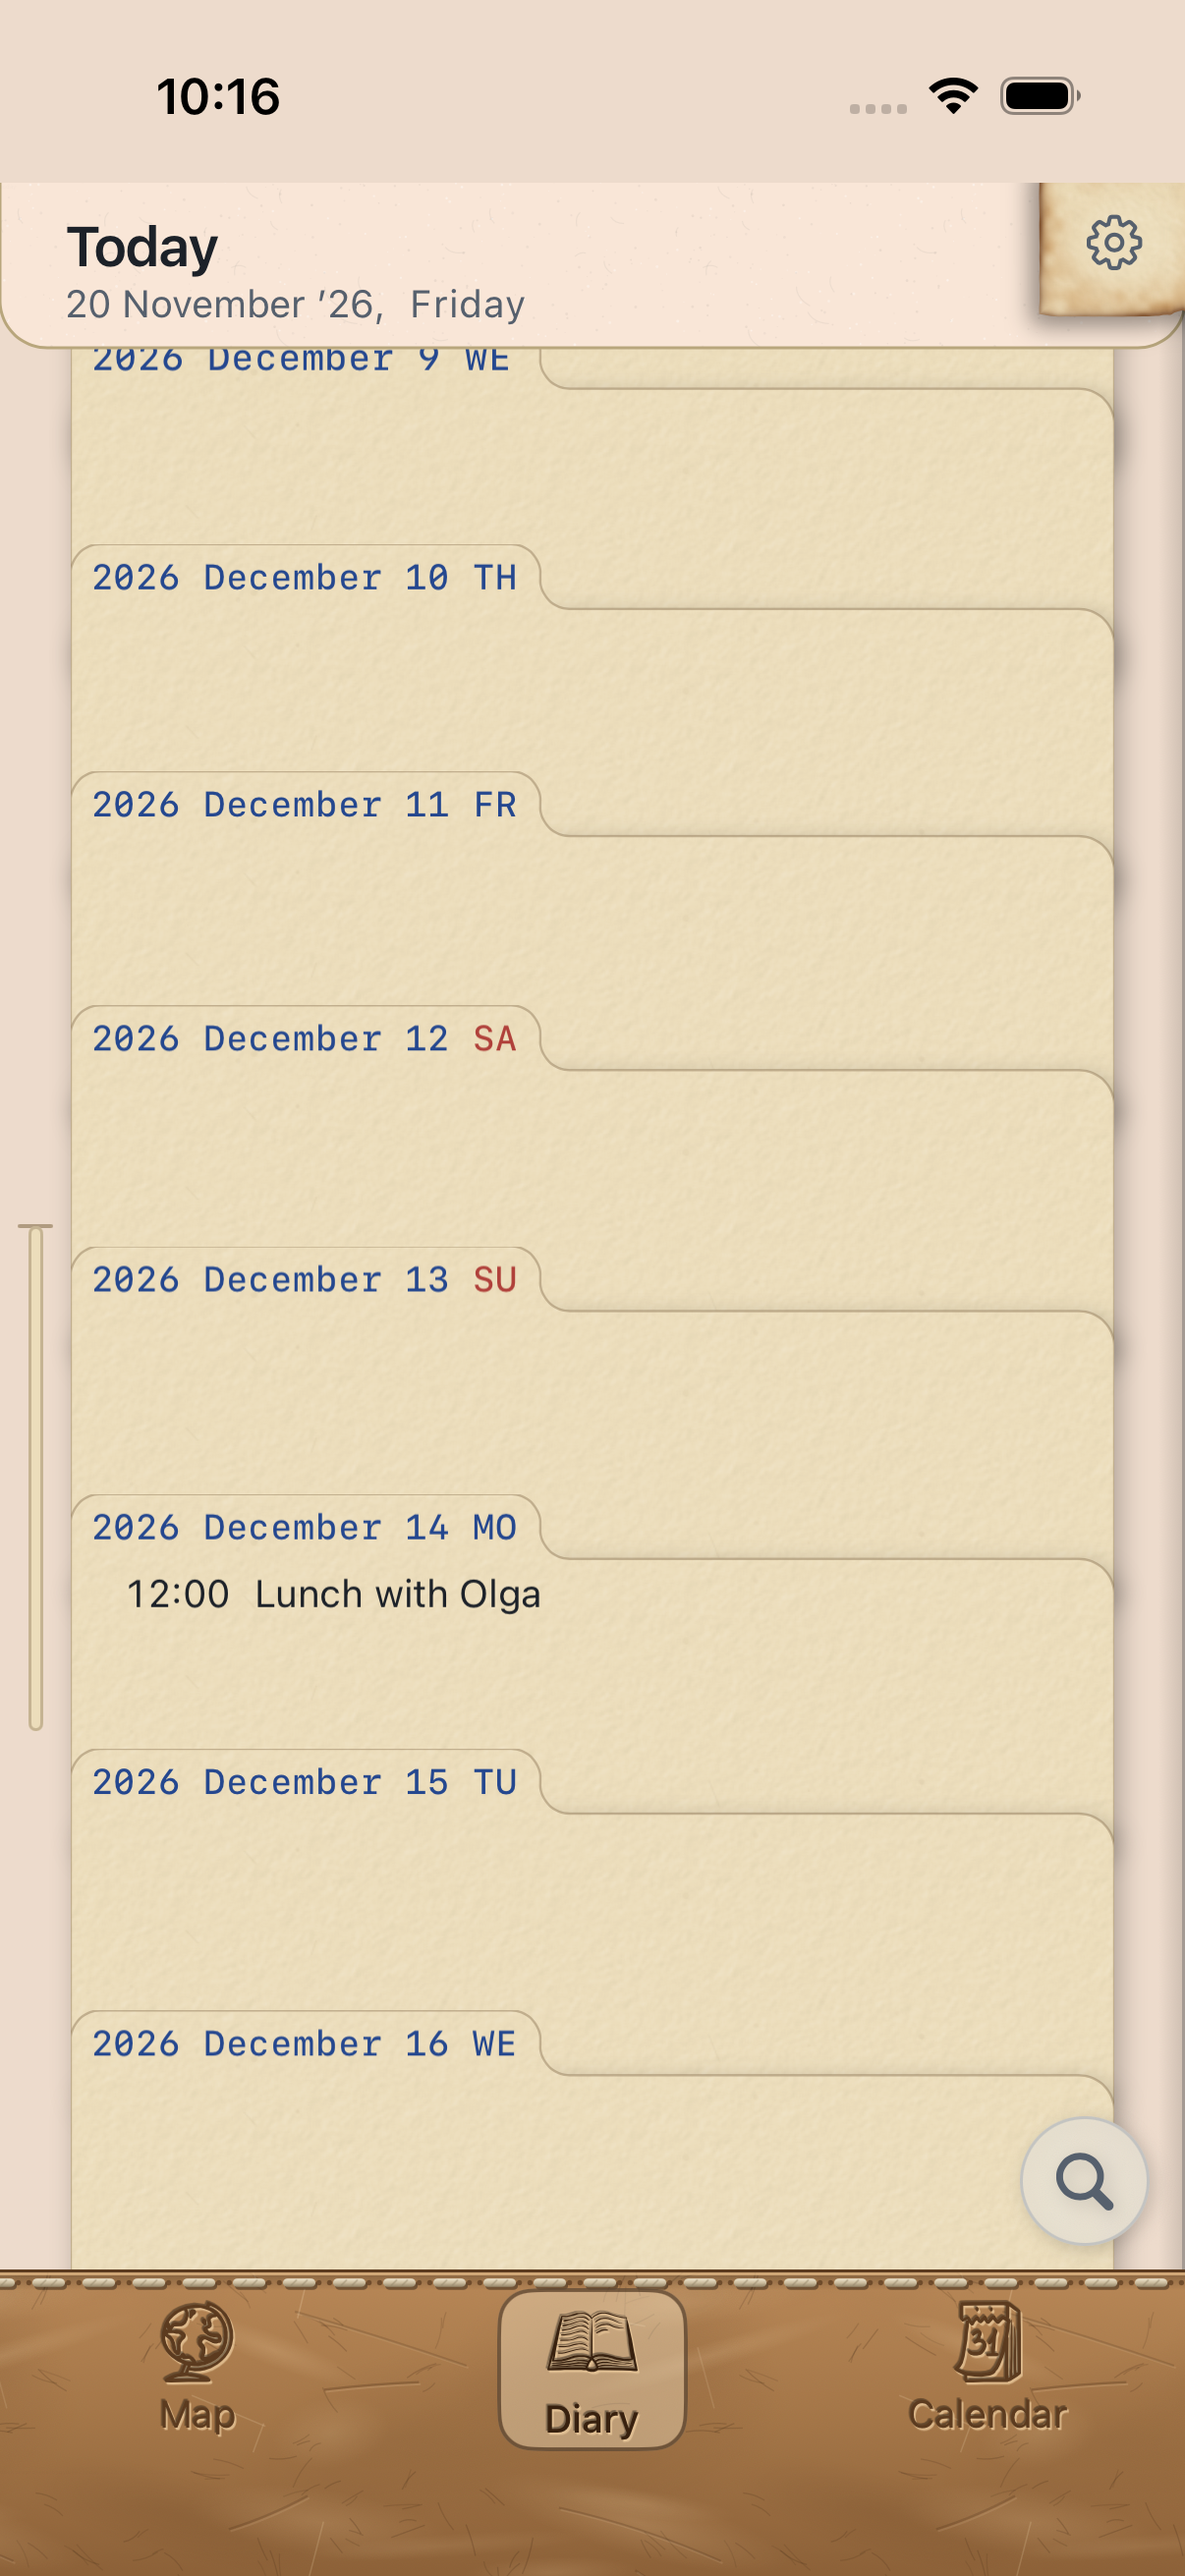 10:16
Today
20 November ’26, Friday
2026 December 9 WE
2026 December 10 TH
2026 December 11 FR
2026 December 12 SA
2026 December 13 SU
2026 December 14 MO
12:00 Lunch with Olga
2026 December 15 TU
2026 December 16 WE
31
Map
Diary
Calendar